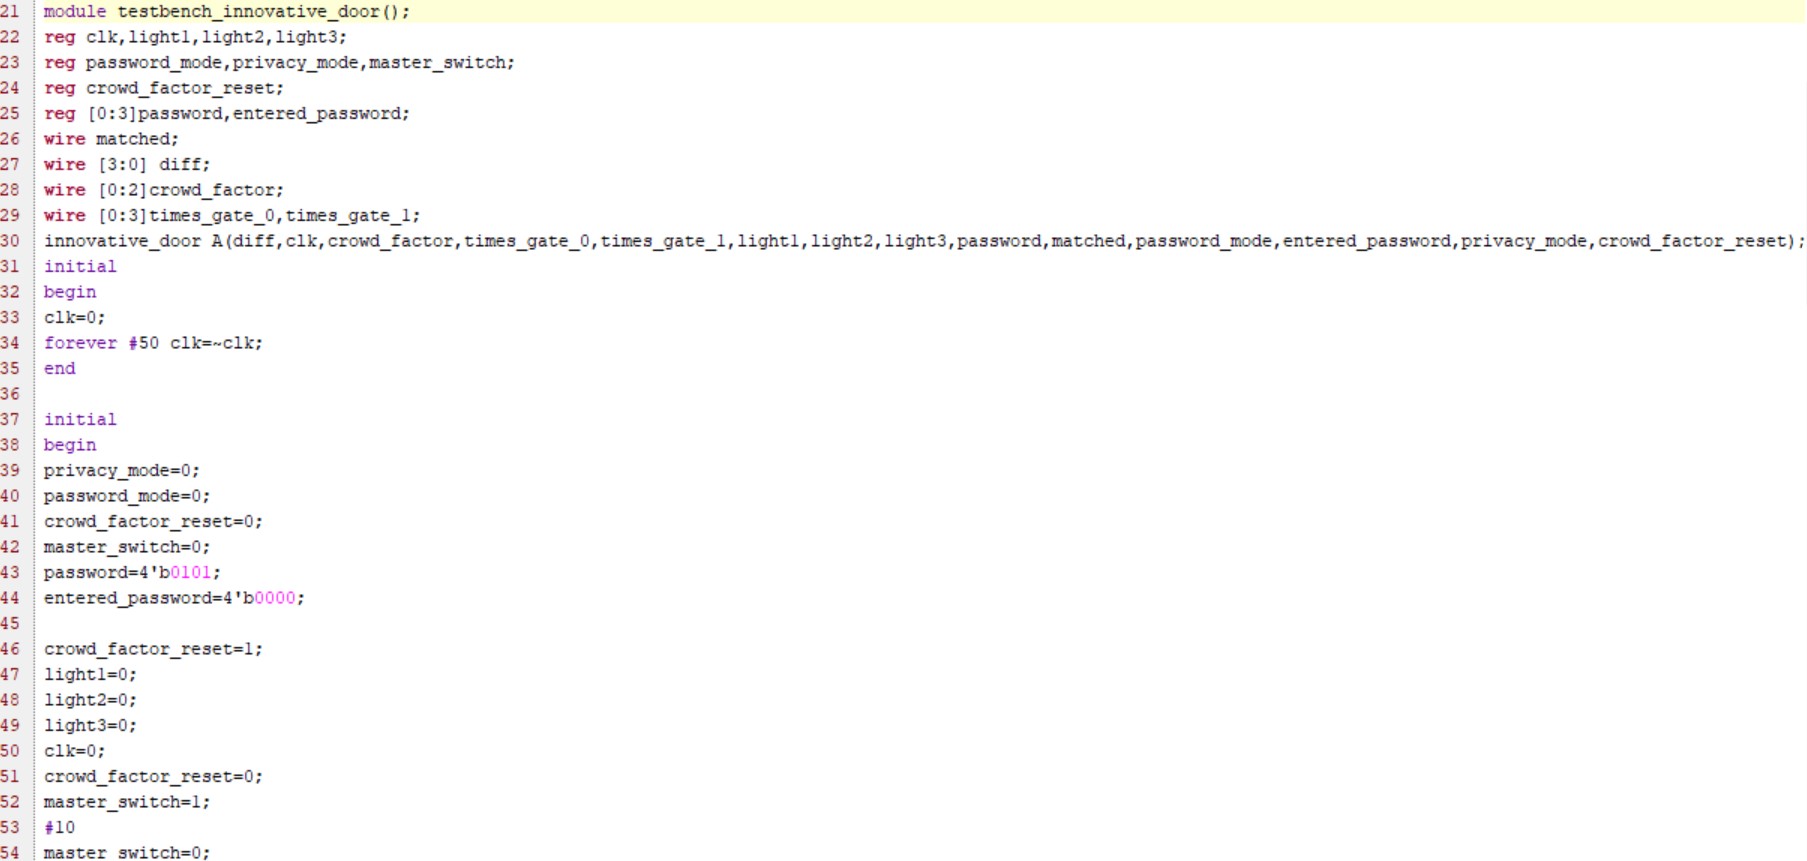 21 module testbench_innovative_door();
22 reg clk,light1,light2,light3;
23 reg password_mode,privacy_mode,master_switch;
24 reg crowd_factor_reset;
25 reg [0:3]password,entered_password;
26 wire matched;
27 wire [3:0] diff;
28 wire [0:2]crowd_factor;
29 wire [0:3]times_gate_0,times_gate_1;
30 innovative_door A(diff,clk,crowd_factor,times_gate_0,times_gate_1,light1,light2,light3,password,matched,password_mode,entered_password,privacy_mode,crowd_factor_reset);
31 initial
32 begin
33 clk=0;
34 forever #50 clk=~clk;
35 end
36
37 initial
38 begin
39 privacy_mode=0;
40 password_mode=0;
41 crowd_factor_reset=0;
42 master_switch=0;
43 password=4'b0101;
44 entered_password=4'b0000;
45
46 crowd_factor_reset=1;
47 light1=0;
48 light2=0;
49 light3=0;
50 clk=0;
51 crowd_factor_reset=0;
52 master_switch=1;
53 #10
54 master_switch=0;